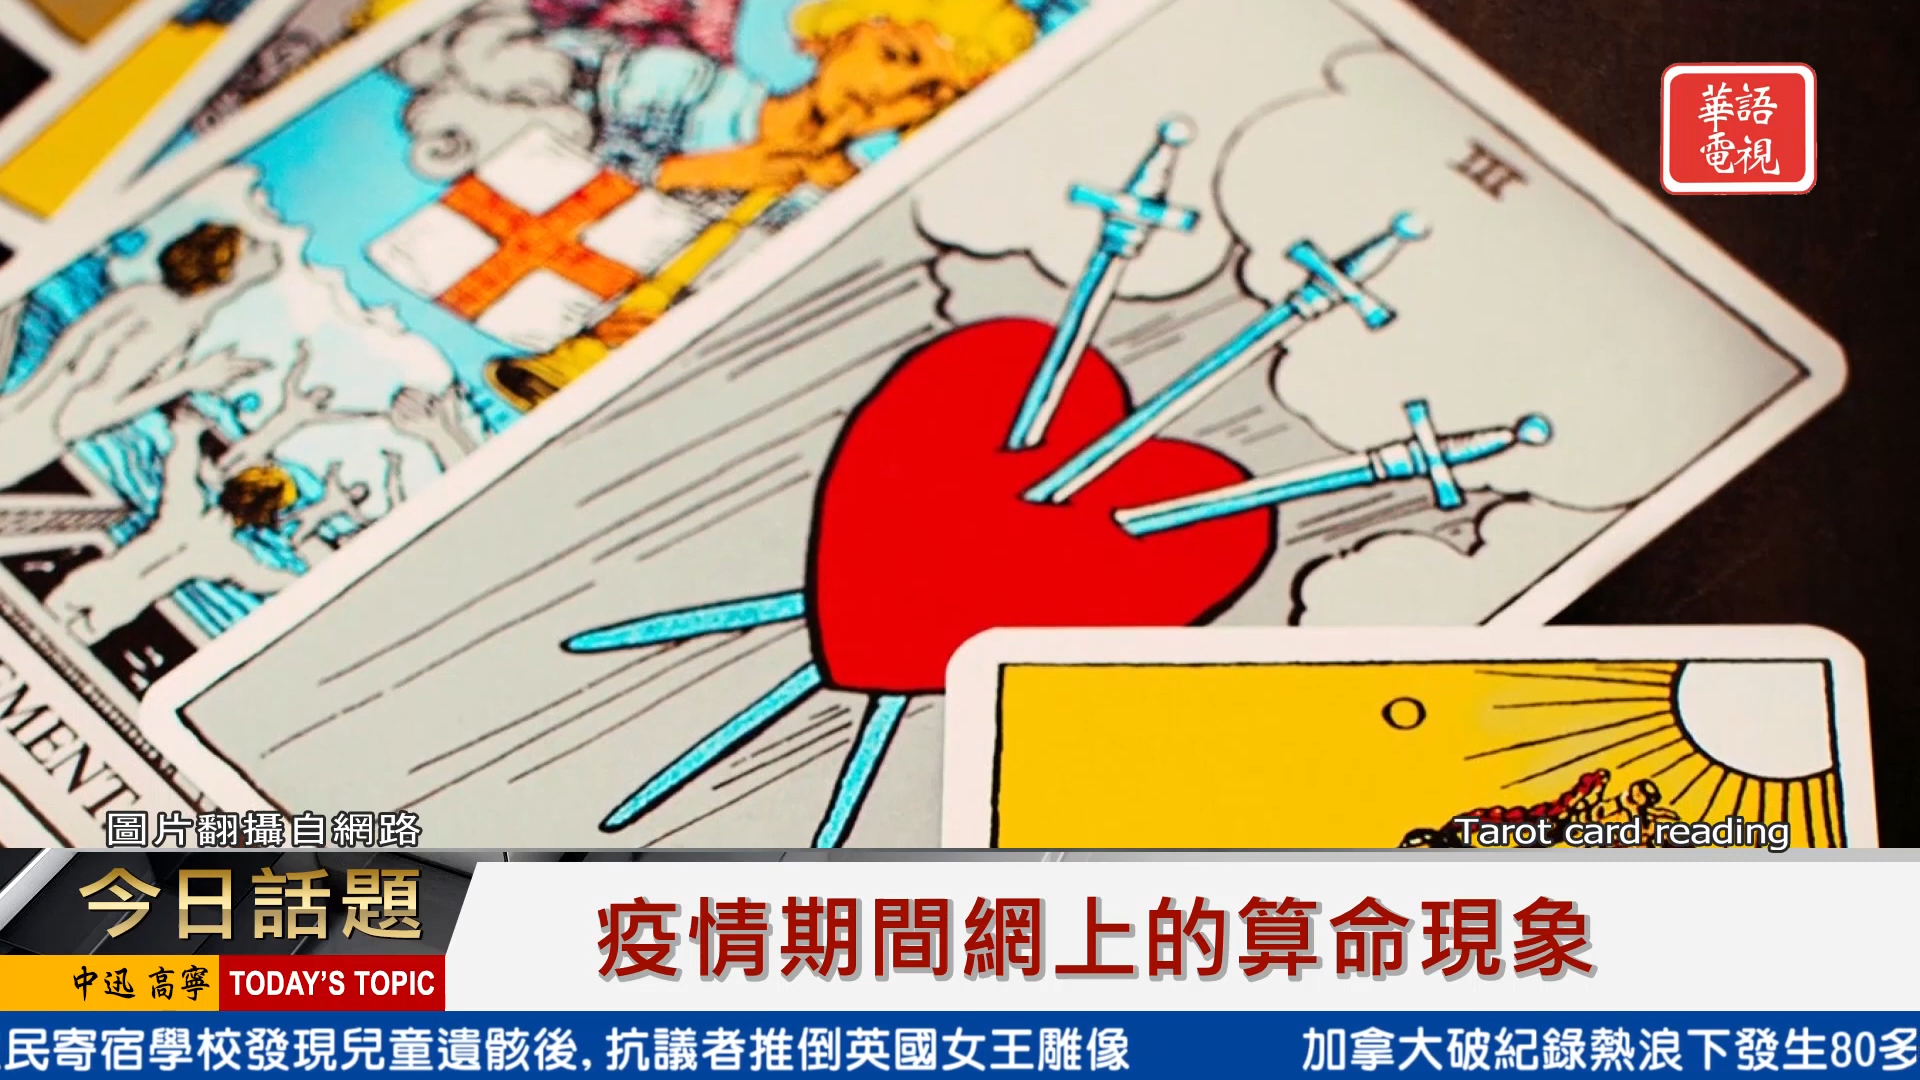 華語
電視
III
EMENT.
O
圖片翻攝自網路
Tarot card reading
今日話題
疫情期間網上的算命現象
中迅 高寧
TODAY'S TOPIC
民寄宿學校發現兒童遺骸後,抗議者推倒英國女王雕像 加拿大破紀錄熱浪下發生80多